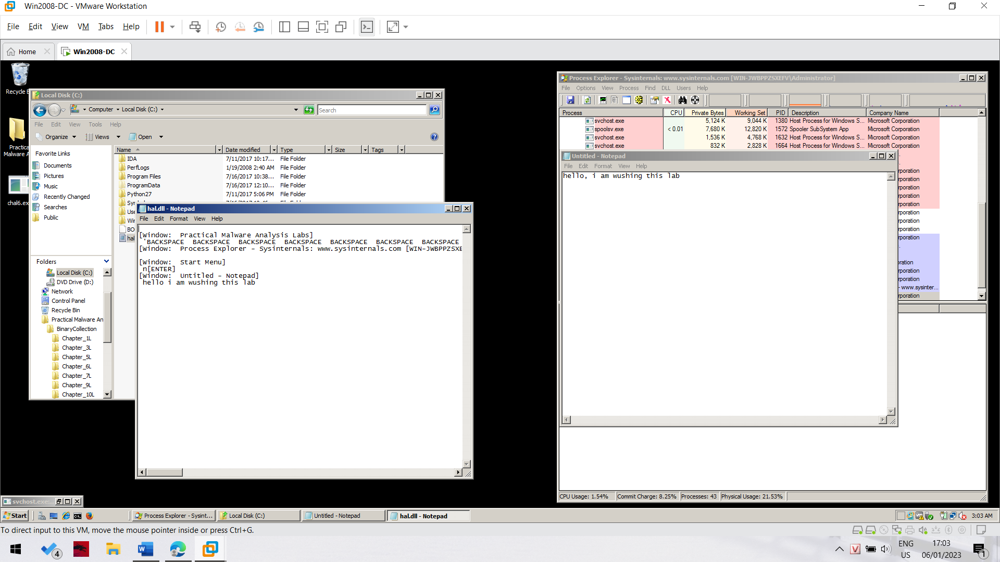 Win2008-DC - VMware Workstation
File Edit View VM Tabs Help
Home
Win2008-DC
Recycle B
Practica
Malware A
chal6.ex
Local Disk (C:)
Computer Local Disk (C:)
Search
File Edit View Tools Help
Organize Views Open
Favorite Links
Documents
Pictures
Music
Recently Changed
Searches
Public
Folders
Local Disk (C:)
DVD Drive (D:)
Network
Control Panel
Recycle Bin
Practical Malware An
BinaryCollection
Chapter_1L
Chapter_3L
Chapter_5L
Chapter_6L
Chapter_7L
Chapter_9L
Chapter_10L
Name Date modified Type Size Tags
IDA 7/11/2017 10:17... File Folder
PerfLogs 1/19/2008 2:40 AM File Folder
Program Files 7/16/2017 10:38... File Folder
ProgramData 7/16/2017 12:10... File Folder
Python27 7/11/2017 5:06 PM File Folder
Use
Wir
BO
hal
hal.dll - Notepad
File Edit Format View Help
[Window: Practical Malware Analysis Labs]
'BACKSPACE BACKSPACE BACKSPACE BACKSPACE BACKSPACE BACKSPACE BACKSPACE
[Window: Process Explorer - Sysinternals: www.sysinternals.com [WIN-JWBPPZSXE
[Window: Start Menu]
n[ENTER]
[Window: Untitled - Notepad]
hello i am wushing this lab
Process Explorer - Sysinternals: www.sysinternals.com [WIN-JWBPPZSXEFV\Administrator]
File Options View Process Find DLL Users Help
Process CPU Private Bytes Working Set PID Description Company Name
svchost.exe 5,124 K 9,044 K 1380 Host Process for Windows S... Microsoft Corporation
spoolsv.exe < 0.01 7,680 K 12,820 K 1572 Spooler SubSystem App Microsoft Corporation
svchost.exe 1,536 K 4,768 K 1632 Host Process for Windows S... Microsoft Corporation
svchost.exe 832 K 2,828 K 1664 Host Process for Windows S... Microsoft Corporation
Untitled - Notepad
File Edit Format View Help
hello, i am wushing this lab
rporation
rporation
rporation
rporation
rporation
rporation
rporation
rporation
rporation
ration
rporation
rporation
- www.sysinter...
rporation
CPU Usage: 1.54% Commit Charge: 8.25% Processes: 43 Physical Usage: 21.53%
svchost.exe:...
Start
Process Explorer - Sysint...
Local Disk (C:)
Untitled - Notepad
hal.dll - Notepad
3:03 AM
To direct input to this VM, move the mouse pointer inside or press Ctrl+G.
4
ENG
US
17:03
06/01/2023
1